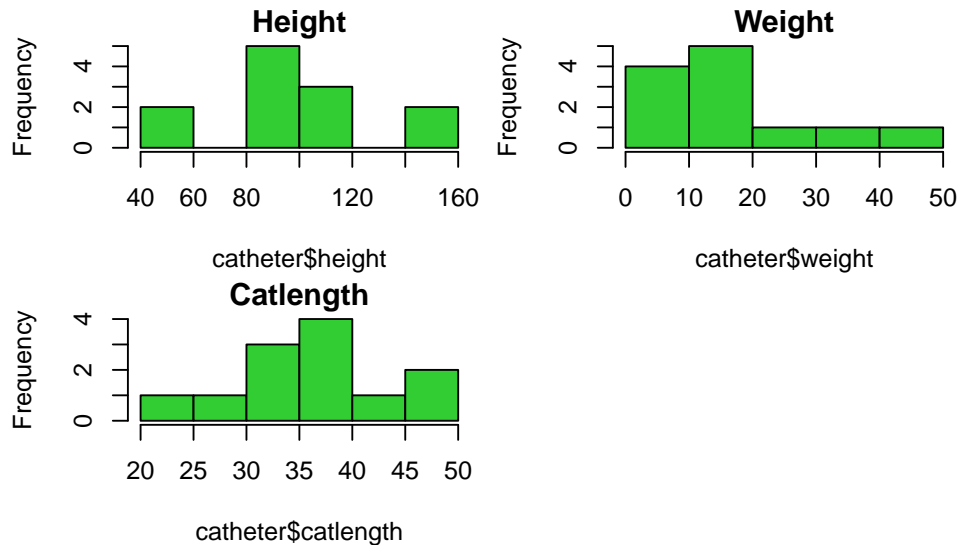 Height
Frequency
0 2 4
40 60 80 120 160
catheter$height
Weight
Frequency
0 2 4
0 10 20 30 40 50
catheter$weight
Catlength
Frequency
0 2 4
20 25 30 35 40 45 50
catheter$catlength